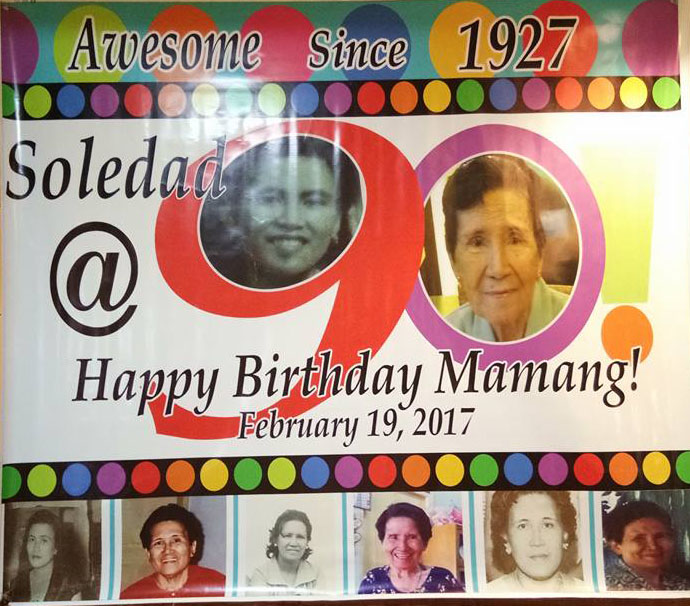 Awesome Since 1927
Soledad
@
90!
Happy Birthday Mamang!
February 19, 2017